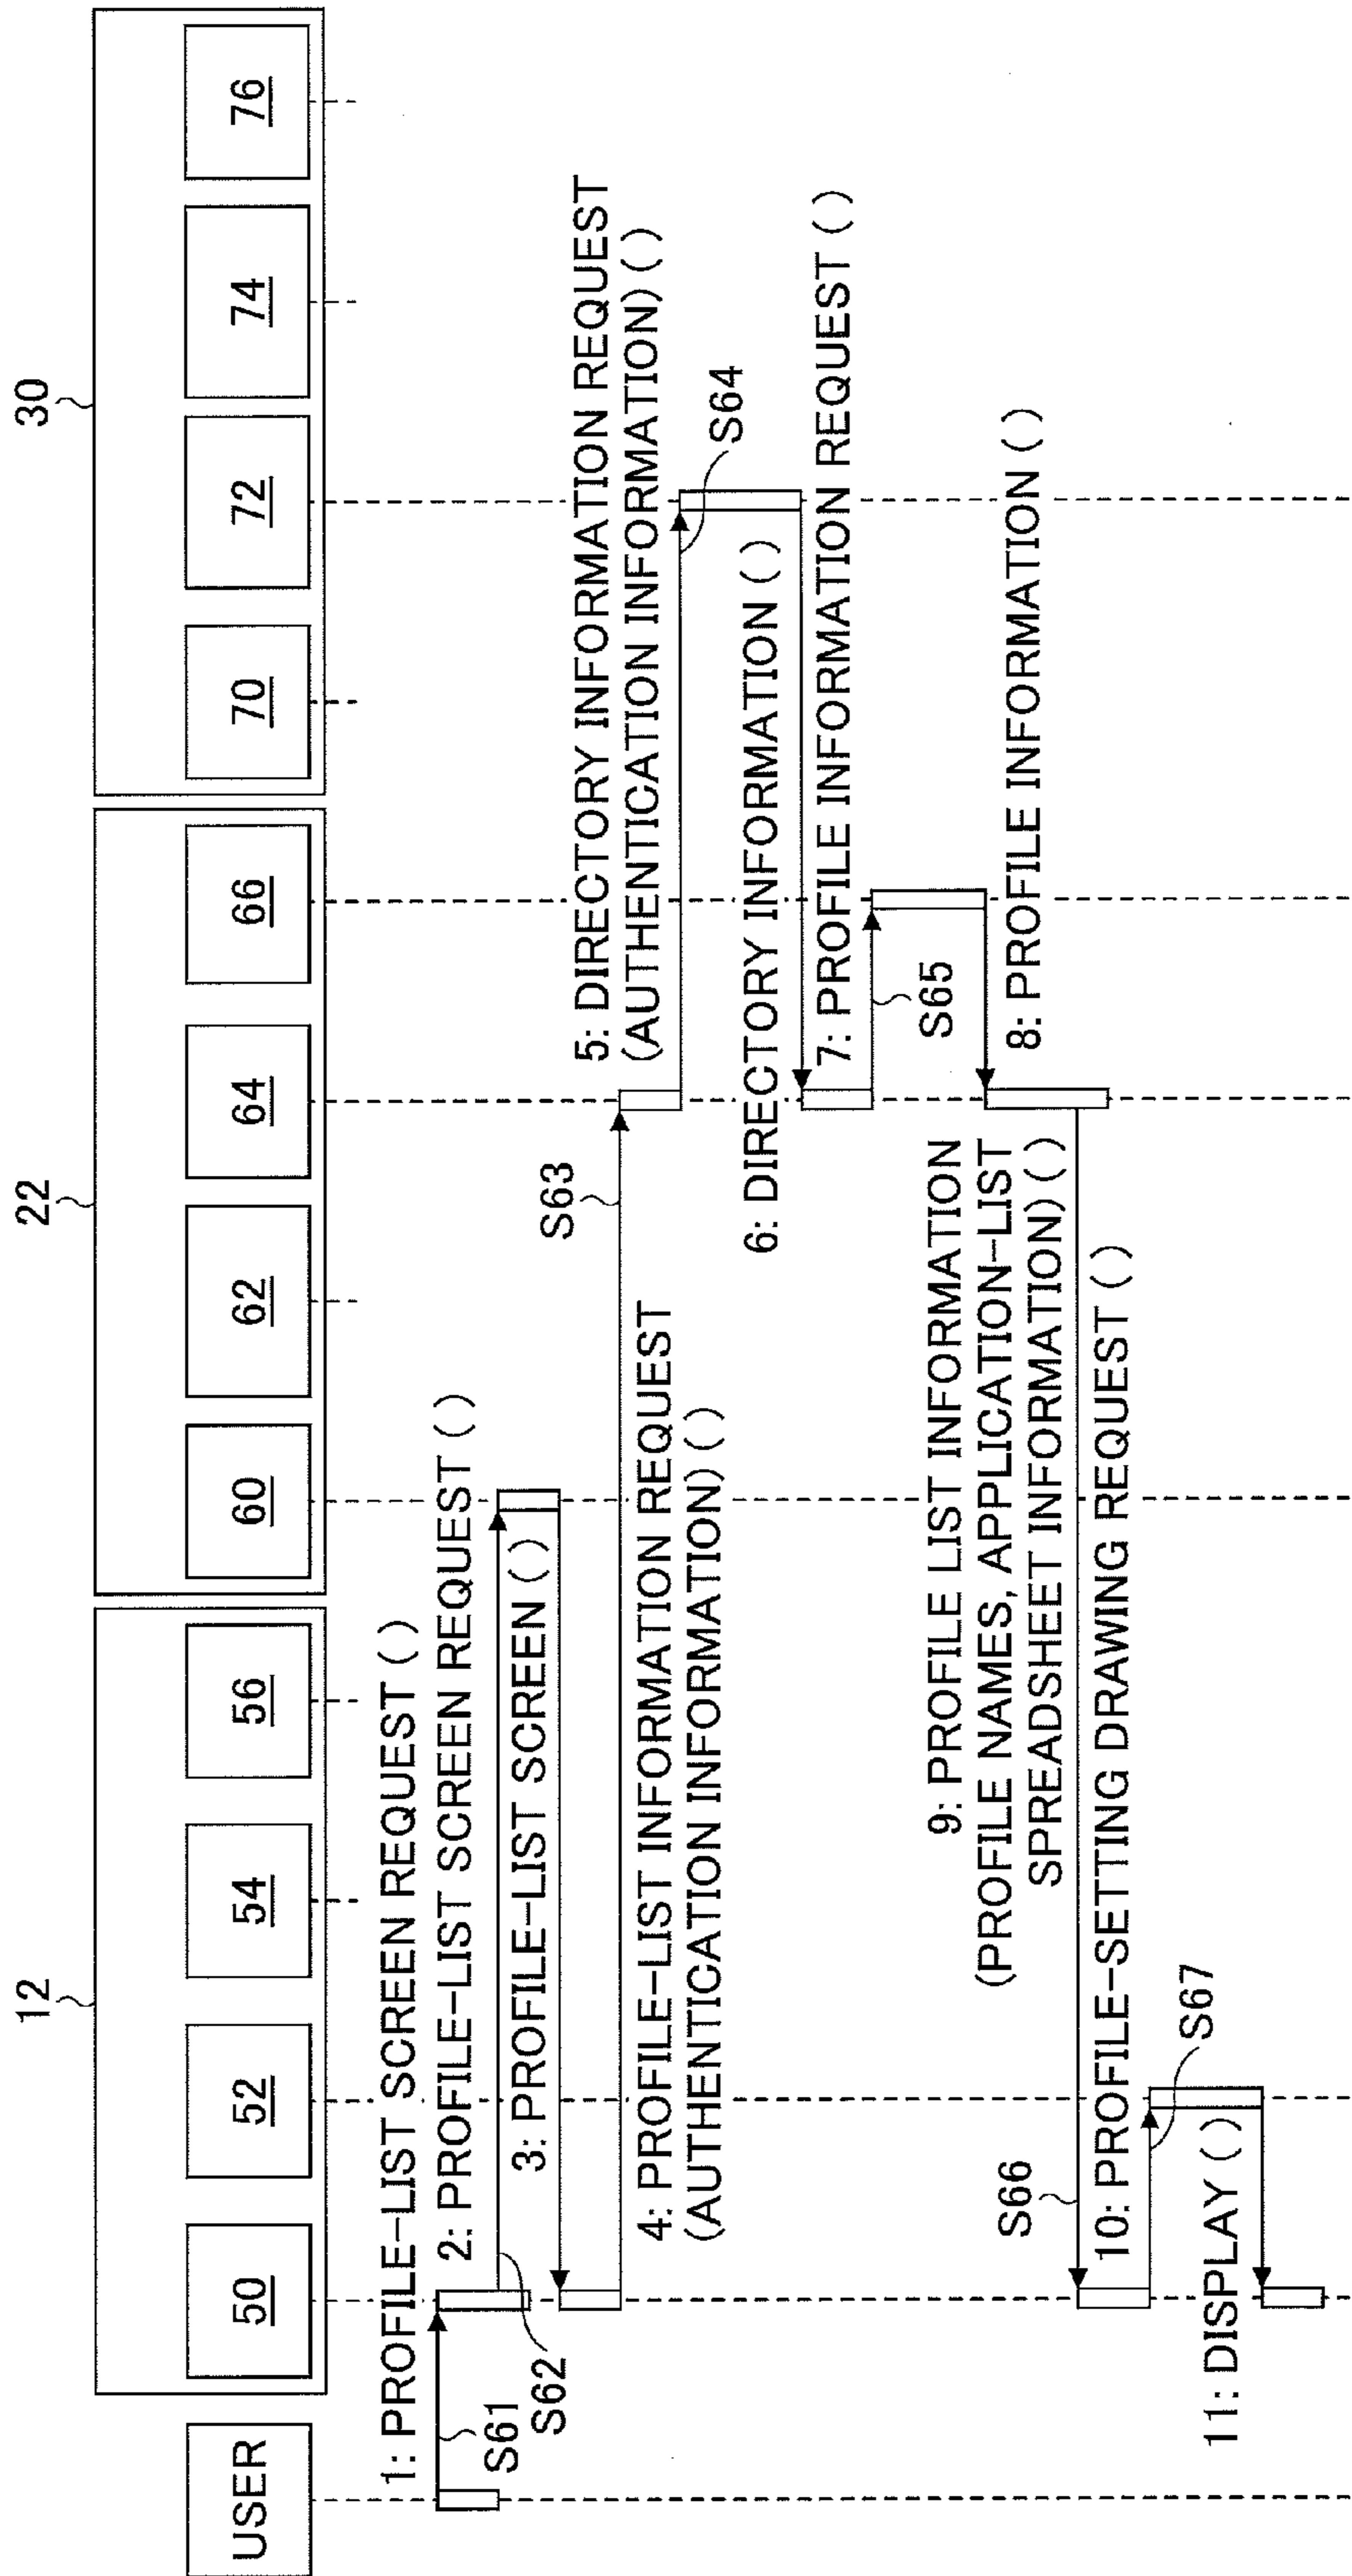 12
22
30
USER
50
52
54
56
60
62
64
66
70
72
74
76
1: PROFILE-LIST SCREEN REQUEST ( )
S61
2: PROFILE-LIST SCREEN REQUEST ( )
S62
3: PROFILE-LIST SCREEN ( )
S63
4: PROFILE-LIST INFORMATION REQUEST
(AUTHENTICATION INFORMATION) ( )
5: DIRECTORY INFORMATION REQUEST
(AUTHENTICATION INFORMATION) ( )
S64
6: DIRECTORY INFORMATION ( )
7: PROFILE INFORMATION REQUEST ( )
S65
8: PROFILE INFORMATION ( )
9: PROFILE LIST INFORMATION
(PROFILE NAMES, APPLICATION-LIST
SPREADSHEET INFORMATION) ( )
S66
10: PROFILE-SETTING DRAWING REQUEST ( )
S67
11: DISPLAY ( )